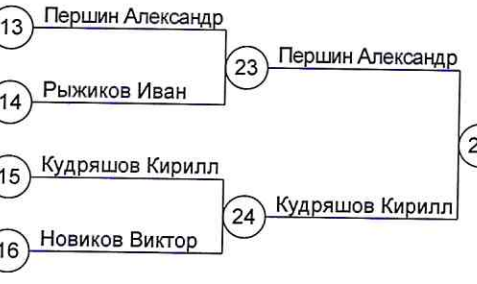 13 Першин Александр
23 Першин Александр
14 Рыжиков Иван
15 Кудряшов Кирилл
24 Кудряшов Кирилл
16 Новиков Виктор